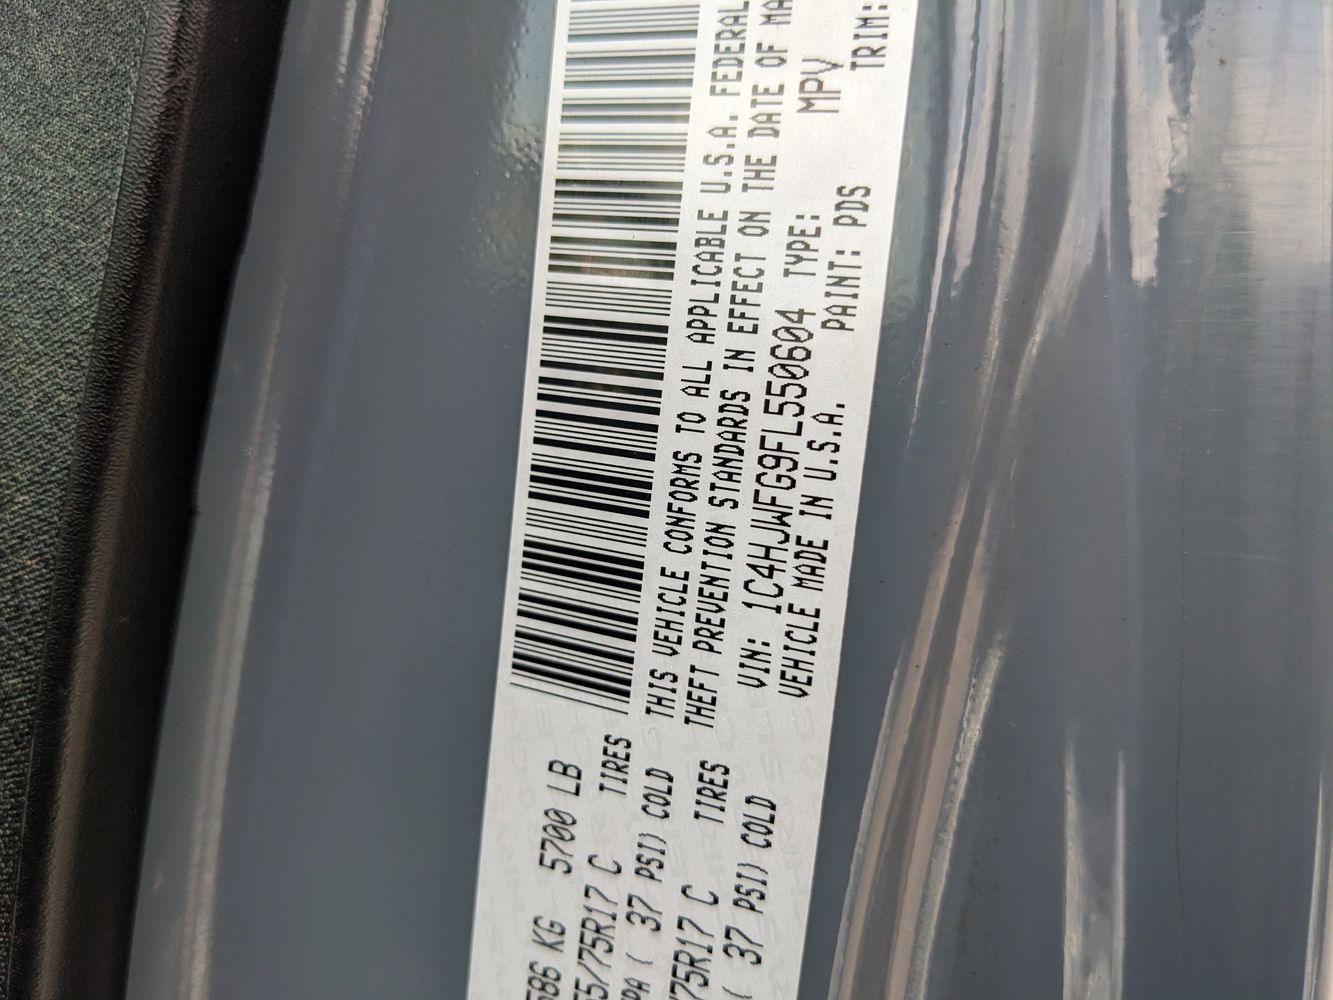 586 KG 5700 LB
5/75R17 C TIRES
PA ( 37 PSI) COLD
/75R17 C TIRES
( 37 PSI) COLD
THIS VEHICLE CONFORMS TO ALL APPLICABLE U.S.A. FEDERAL
THEFT PREVENTION STANDARDS IN EFFECT ON THE DATE OF MA
VIN: 1C4HJWFG9FL550604 TYPE: MPV
VEHICLE MADE IN U.S.A. PAINT: PDS TRIM: